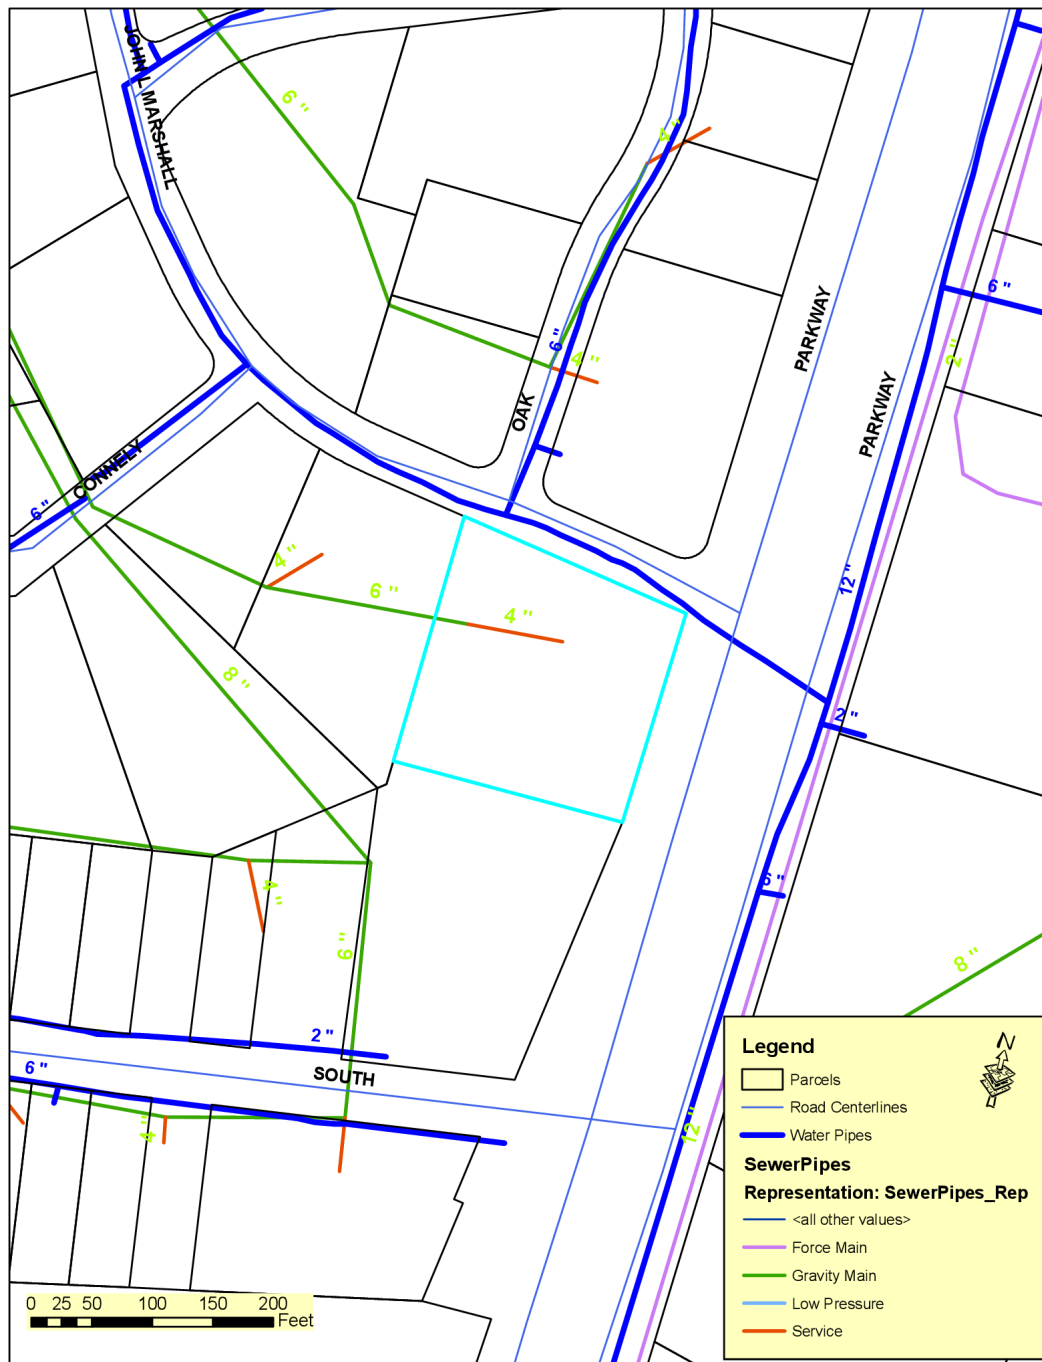 JOHN L MARSHALL
6 "
4 "
PARKWAY
6 "
2 "
6 "
4 "
OAK
PARKWAY
CONNELY
6 "
4 "
6 "
4 "
12 "
8 "
2 "
4 "
6 "
6 "
8 "
2 "
6 "
SOUTH
4 "
12 "
Legend
Parcels
Road Centerlines
Water Pipes
SewerPipes
Representation: SewerPipes_Rep
<all other values>
Force Main
Gravity Main
Low Pressure
Service
N
0 25 50 100 150 200
Feet